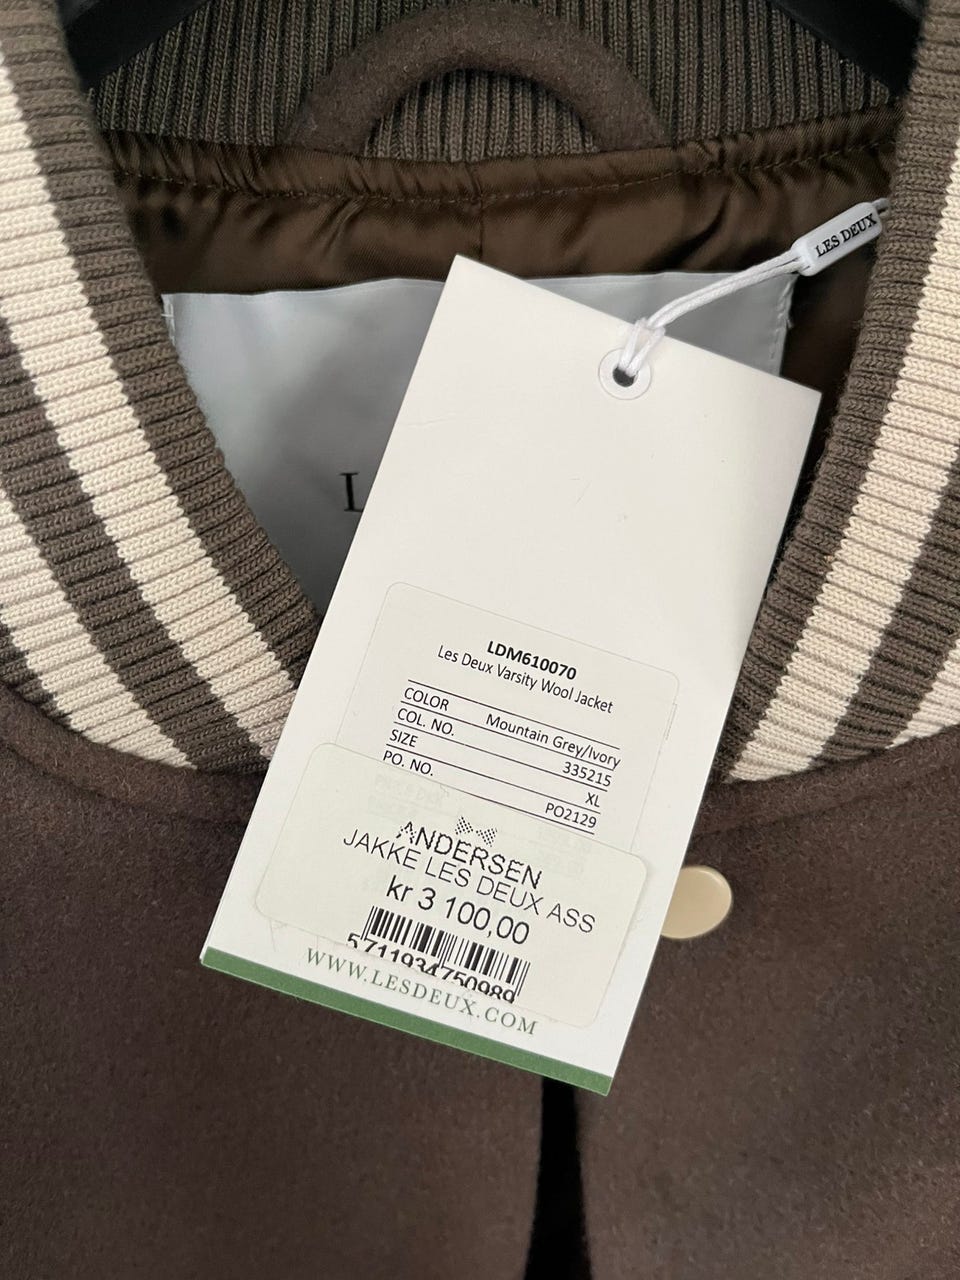 LES DEUX
L
LDM610070
Les Deux Varsity Wool Jacket
COLOR Mountain Grey/Ivory
COL. NO. 335215
SIZE XL
PO. NO. PO2129
ANDERSEN
JAKKE LES DEUX ASS
kr 3 100,00
5711934750989
WWW.LESDEUX.COM